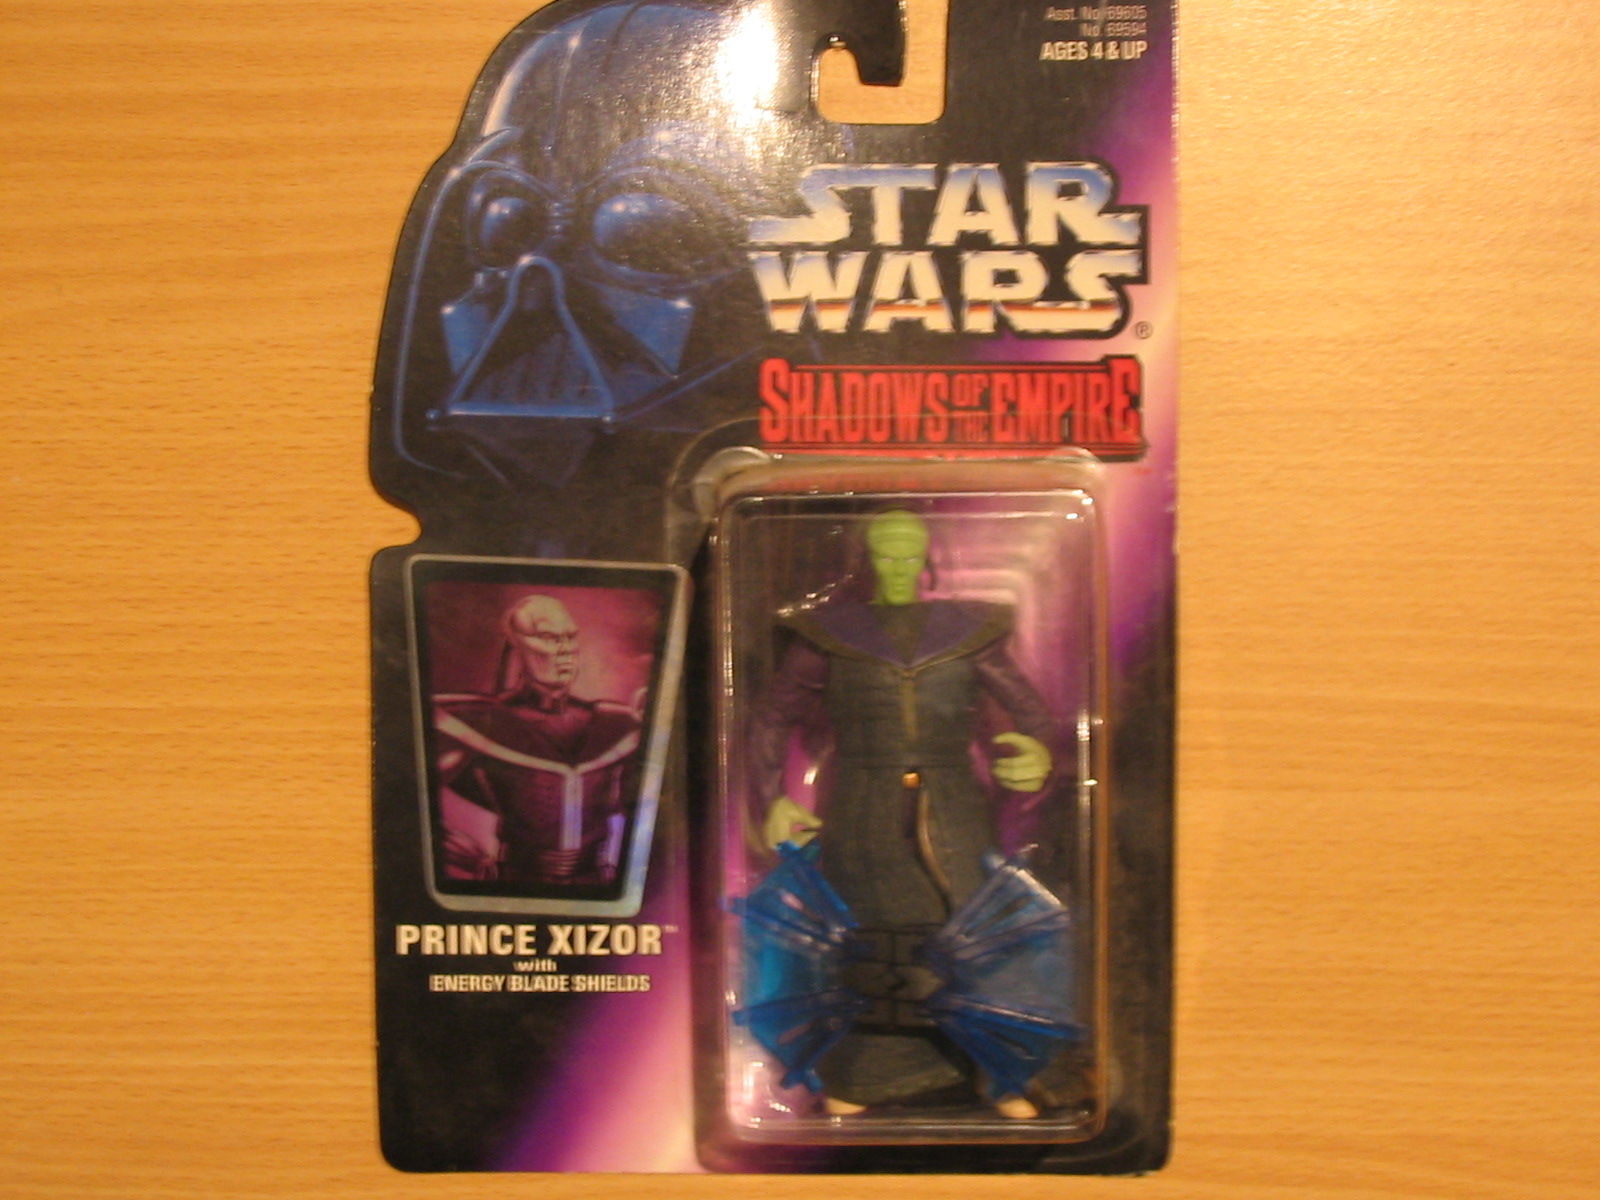 Asst. No. 69605
No. 69594
AGES 4 & UP
STAR
WARS ®
SHADOWS OF THE EMPIRE
PRINCE XIZOR™
with
ENERGY BLADE SHIELDS